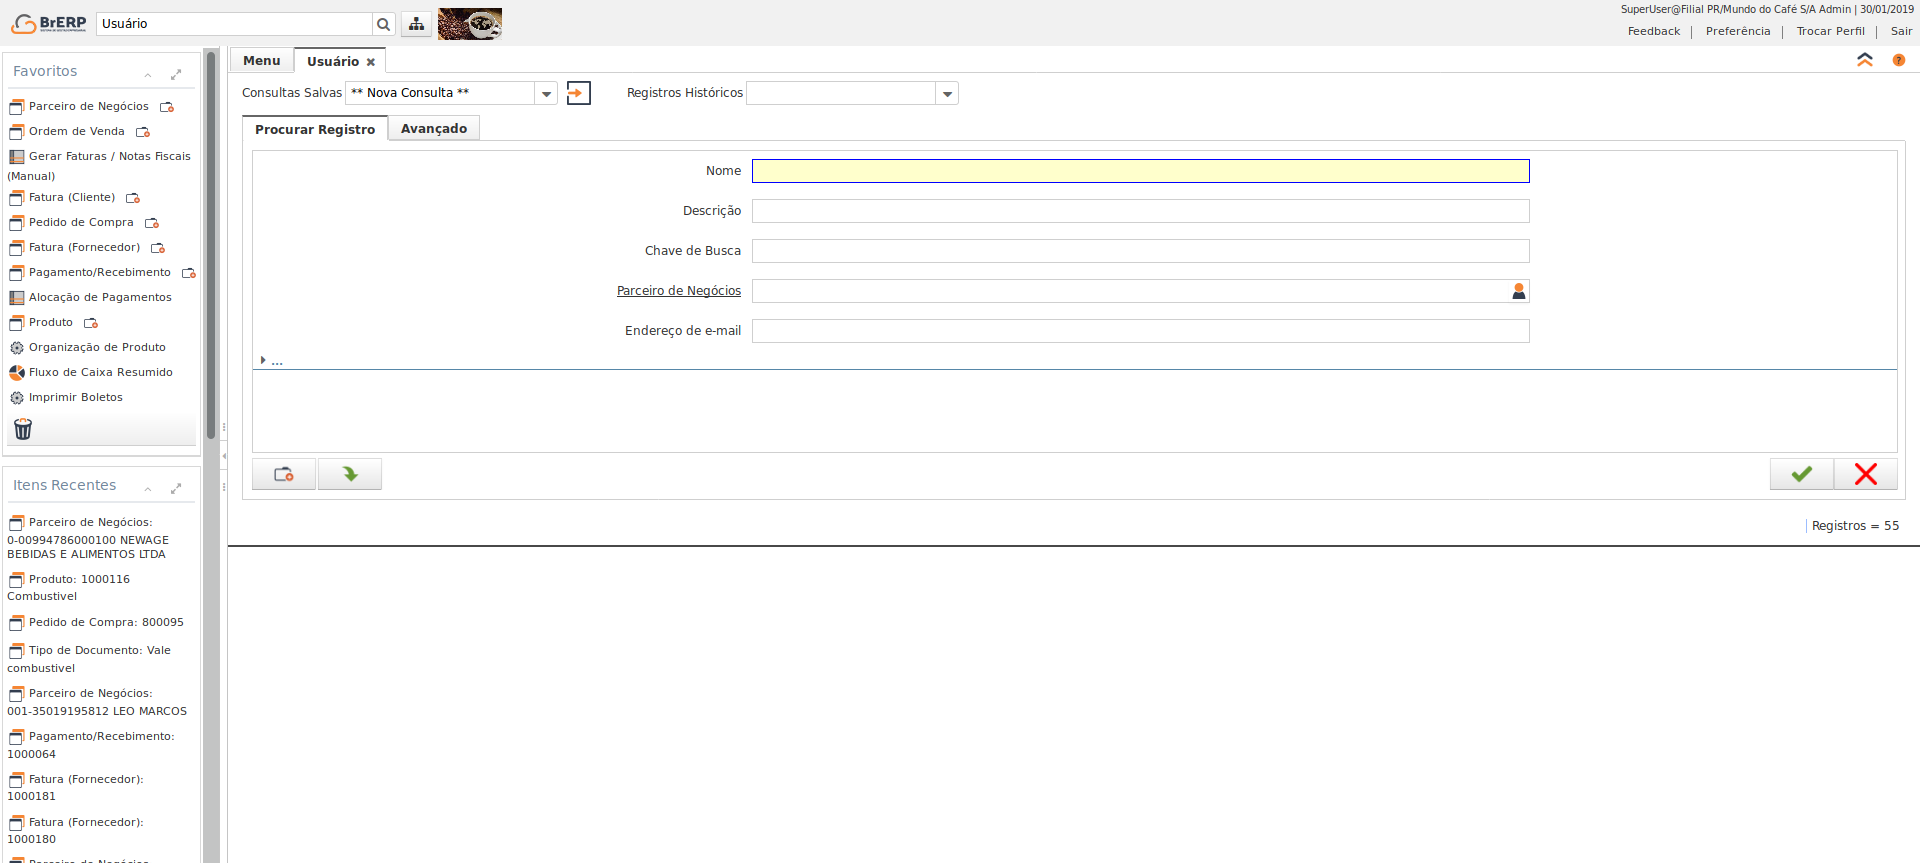 BrERP
Usuário
SuperUser@Filial PR/Mundo do Café S/A Admin | 30/01/2019
Feedback | Preferência | Trocar Perfil | Sair
Favoritos
Parceiro de Negócios
Ordem de Venda
Gerar Faturas / Notas Fiscais
(Manual)
Fatura (Cliente)
Pedido de Compra
Fatura (Fornecedor)
Pagamento/Recebimento
Alocação de Pagamentos
Produto
Organização de Produto
Fluxo de Caixa Resumido
Imprimir Boletos
Itens Recentes
Parceiro de Negócios:
0-00994786000100 NEWAGE
BEBIDAS E ALIMENTOS LTDA
Produto: 1000116
Combustivel
Pedido de Compra: 800095
Tipo de Documento: Vale
combustivel
Parceiro de Negócios:
001-35019195812 LEO MARCOS
Pagamento/Recebimento:
1000064
Fatura (Fornecedor):
1000181
Fatura (Fornecedor):
1000180
Parceiro de Negócios
Menu
Usuário
?
Consultas Salvas ** Nova Consulta **
Registros Históricos
Procurar Registro
Avançado
Nome
Descrição
Chave de Busca
Parceiro de Negócios
Endereço de e-mail
...
Registros = 55